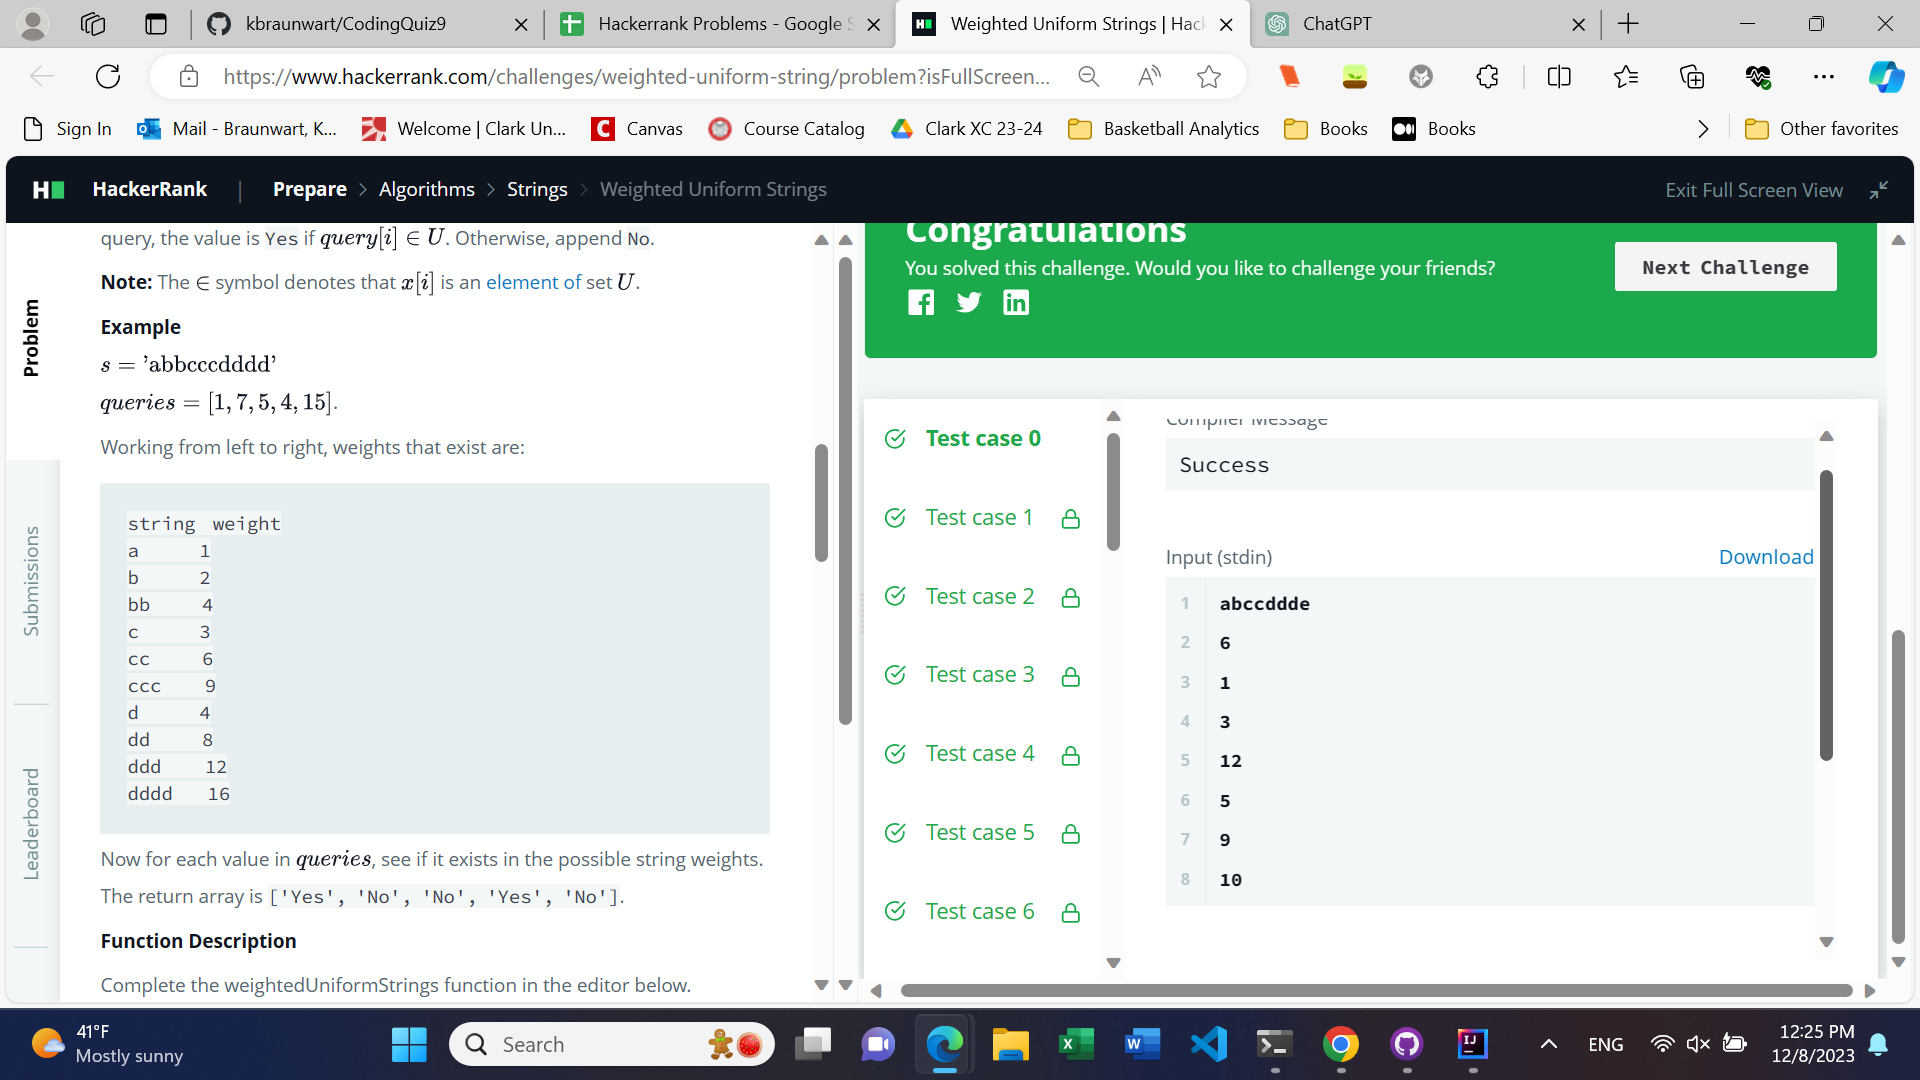 kbraunwart/CodingQuiz9
Hackerrank Problems - Google S
Weighted Uniform Strings | Hack
ChatGPT
https://www.hackerrank.com/challenges/weighted-uniform-string/problem?isFullScreen...
Sign In
Mail - Braunwart, K...
Welcome | Clark Un...
Canvas
Course Catalog
Clark XC 23-24
Basketball Analytics
Books
Books
Other favorites
HackerRank | Prepare > Algorithms > Strings > Weighted Uniform Strings
Exit Full Screen View
Problem
Submissions
Leaderboard
query, the value is Yes if query[i] ∈ U. Otherwise, append No.
Note: The ∈ symbol denotes that x[i] is an element of set U.
Example
s = 'abbcccdddd'
queries = [1, 7, 5, 4, 15].
Working from left to right, weights that exist are:
string weight
a 1
b 2
bb 4
c 3
cc 6
ccc 9
d 4
dd 8
ddd 12
dddd 16
Now for each value in queries, see if it exists in the possible string weights.
The return array is ['Yes', 'No', 'No', 'Yes', 'No'].
Function Description
Complete the weightedUniformStrings function in the editor below.
Congratulations
You solved this challenge. Would you like to challenge your friends?
Next Challenge
Test case 0
Test case 1
Test case 2
Test case 3
Test case 4
Test case 5
Test case 6
Compiler Message
Success
Input (stdin)
Download
1 abccddde
2 6
3 1
4 3
5 12
6 5
7 9
8 10
41°F
Mostly sunny
Search
ENG
12:25 PM
12/8/2023